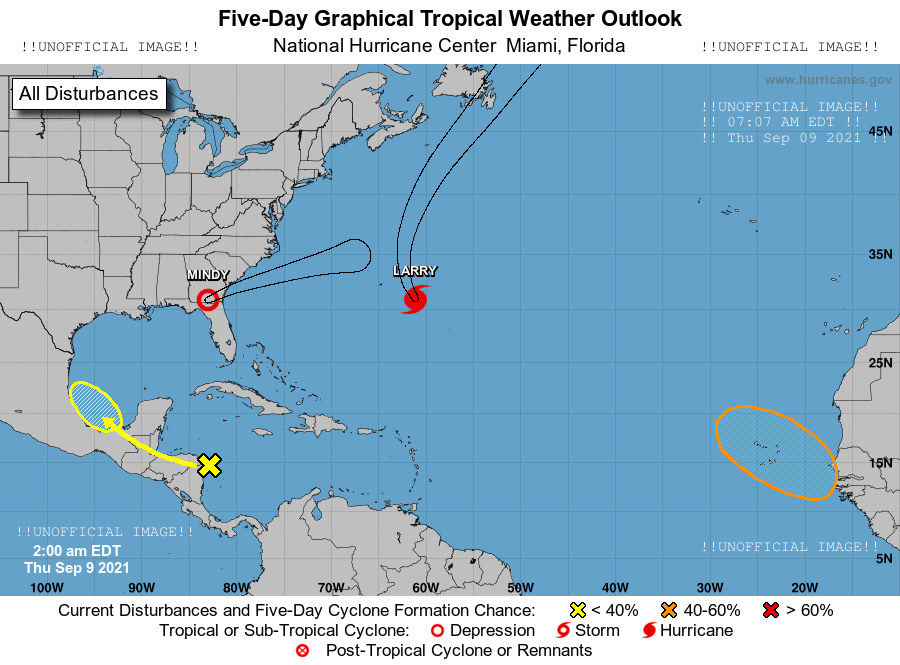 Five-Day Graphical Tropical Weather Outlook
!!UNOFFICIAL IMAGE!! National Hurricane Center Miami, Florida !!UNOFFICIAL IMAGE!!
www.hurricanes.gov
All Disturbances
!!UNOFFICIAL IMAGE!!
!! 07:07 AM EDT !!
45N
!! Thu Sep 09 2021 !!
35N
MINDY
LARRY
25N
15N
!!UNOFFICIAL IMAGE!!
2:00 am EDT
Thu Sep 9 2021
!!UNOFFICIAL IMAGE!!
5N
100W 90W 80W 70W 60W 50W 40W 30W 20W
Current Disturbances and Five-Day Cyclone Formation Chance: < 40% 40-60% > 60%
Tropical or Sub-Tropical Cyclone: Depression Storm Hurricane
Post-Tropical Cyclone or Remnants